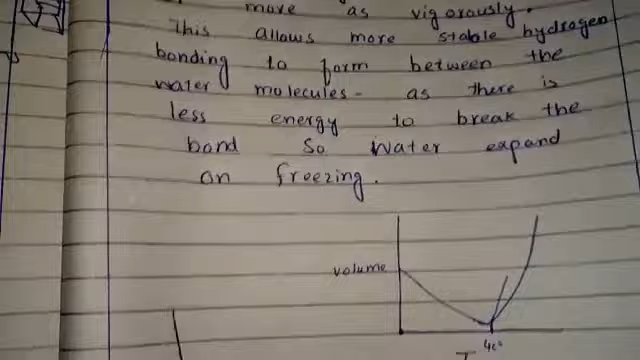 move as vigorously.
This allows more stable hydrogen
bonding to form between the
water molecules - as there is
less energy to break the
bond so water expand
on freezing.
volume
4c°
T